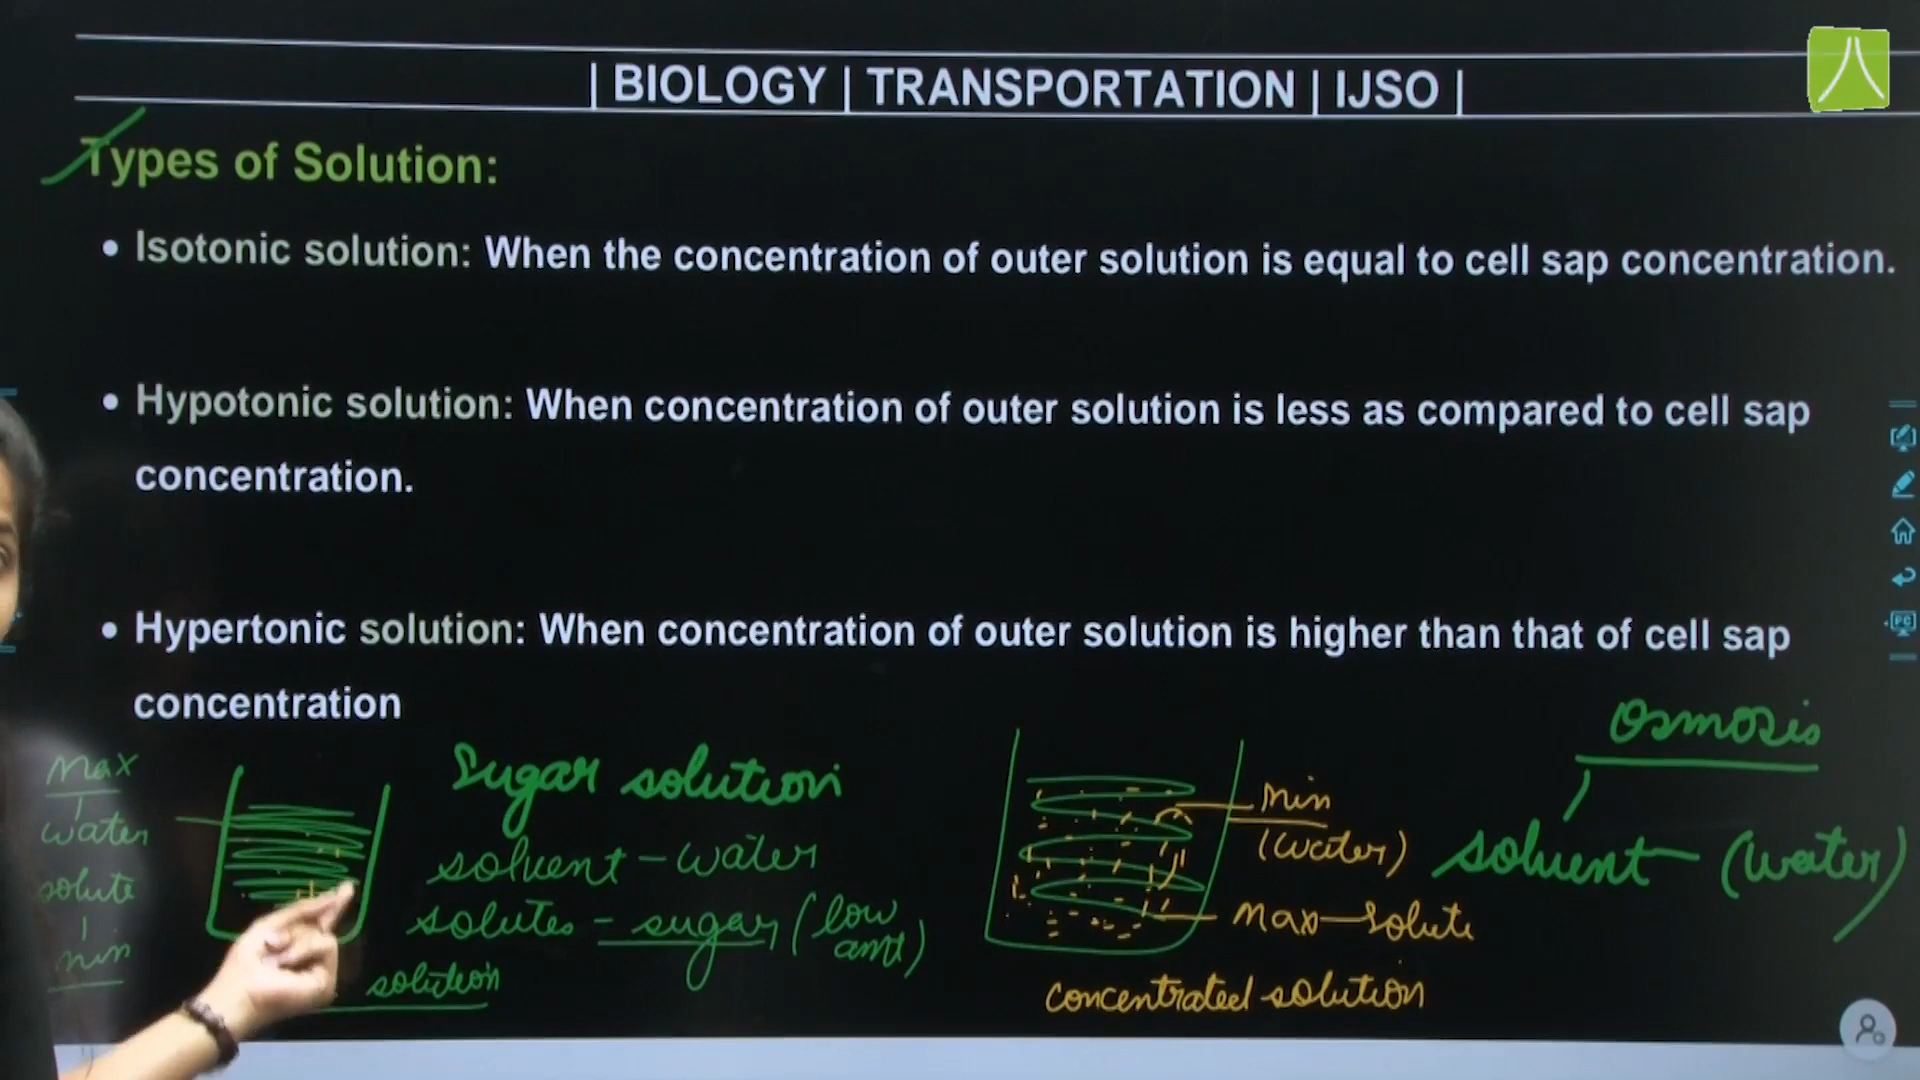 | BIOLOGY | TRANSPORTATION | IJSO |
Types of Solution:
• Isotonic solution: When the concentration of outer solution is equal to cell sap concentration.
• Hypotonic solution: When concentration of outer solution is less as compared to cell sap
concentration.
• Hypertonic solution: When concentration of outer solution is higher than that of cell sap
concentration
Osmosis
solvent - (water)
Max
water
solute
min
Sugar solution
solvent - water
solutes - sugar (low
amt)
solution
Min
(water)
Max - solute
concentrated solution
PC